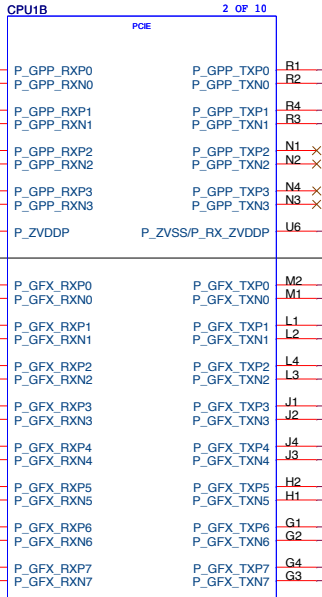 CPU1B 2 OF 10
PCIE
P_GPP_RXP0 P_GPP_TXP0 R1
P_GPP_RXN0 P_GPP_TXN0 R2
P_GPP_RXP1 P_GPP_TXP1 R4
P_GPP_RXN1 P_GPP_TXN1 R3
P_GPP_RXP2 P_GPP_TXP2 N1
P_GPP_RXN2 P_GPP_TXN2 N2
P_GPP_RXP3 P_GPP_TXP3 N4
P_GPP_RXN3 P_GPP_TXN3 N3
P_ZVDDP P_ZVSS/P_RX_ZVDDP U6
P_GFX_RXP0 P_GFX_TXP0 M2
P_GFX_RXN0 P_GFX_TXN0 M1
P_GFX_RXP1 P_GFX_TXP1 L1
P_GFX_RXN1 P_GFX_TXN1 L2
P_GFX_RXP2 P_GFX_TXP2 L4
P_GFX_RXN2 P_GFX_TXN2 L3
P_GFX_RXP3 P_GFX_TXP3 J1
P_GFX_RXN3 P_GFX_TXN3 J2
P_GFX_RXP4 P_GFX_TXP4 J4
P_GFX_RXN4 P_GFX_TXN4 J3
P_GFX_RXP5 P_GFX_TXP5 H2
P_GFX_RXN5 P_GFX_TXN5 H1
P_GFX_RXP6 P_GFX_TXP6 G1
P_GFX_RXN6 P_GFX_TXN6 G2
P_GFX_RXP7 P_GFX_TXP7 G4
P_GFX_RXN7 P_GFX_TXN7 G3